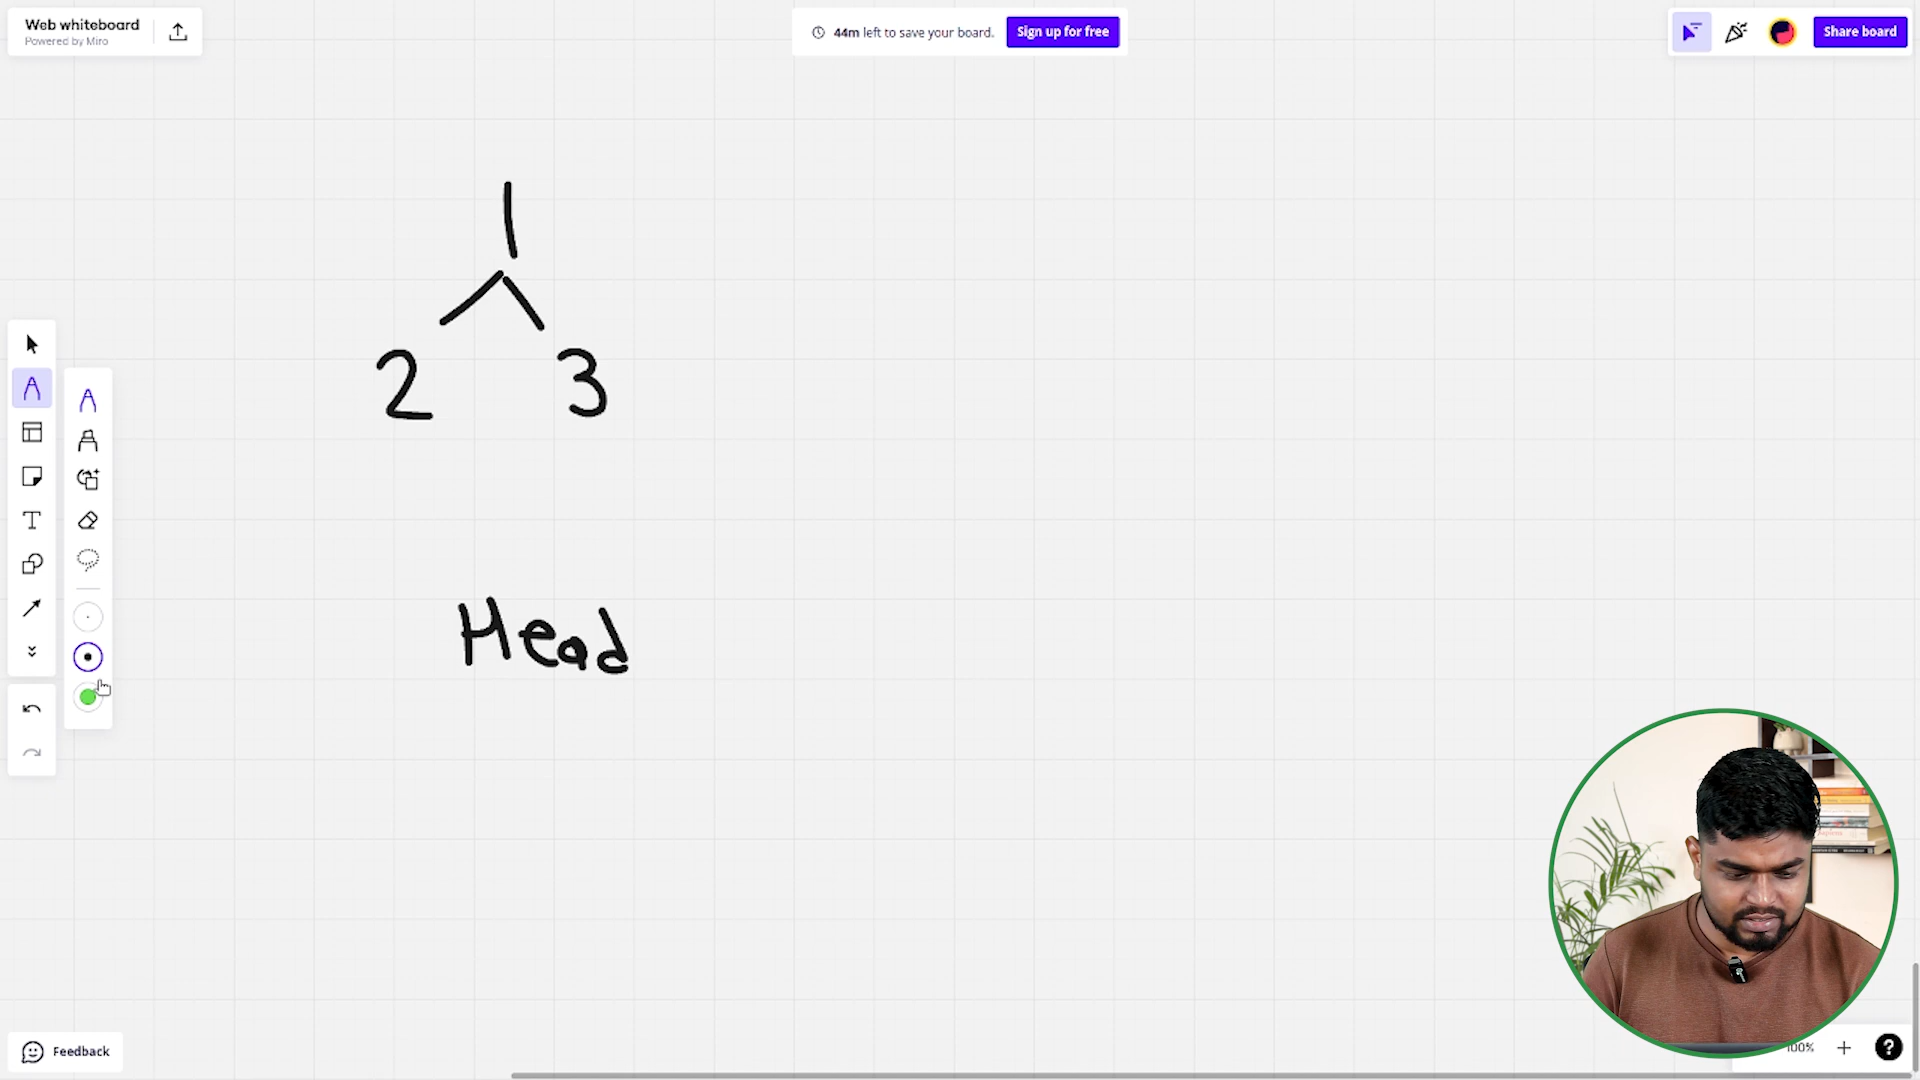 Web whiteboard
Powered by Miro
44m left to save your board.
Sign up for free
Share board
1
2 3
Head
Feedback
100%